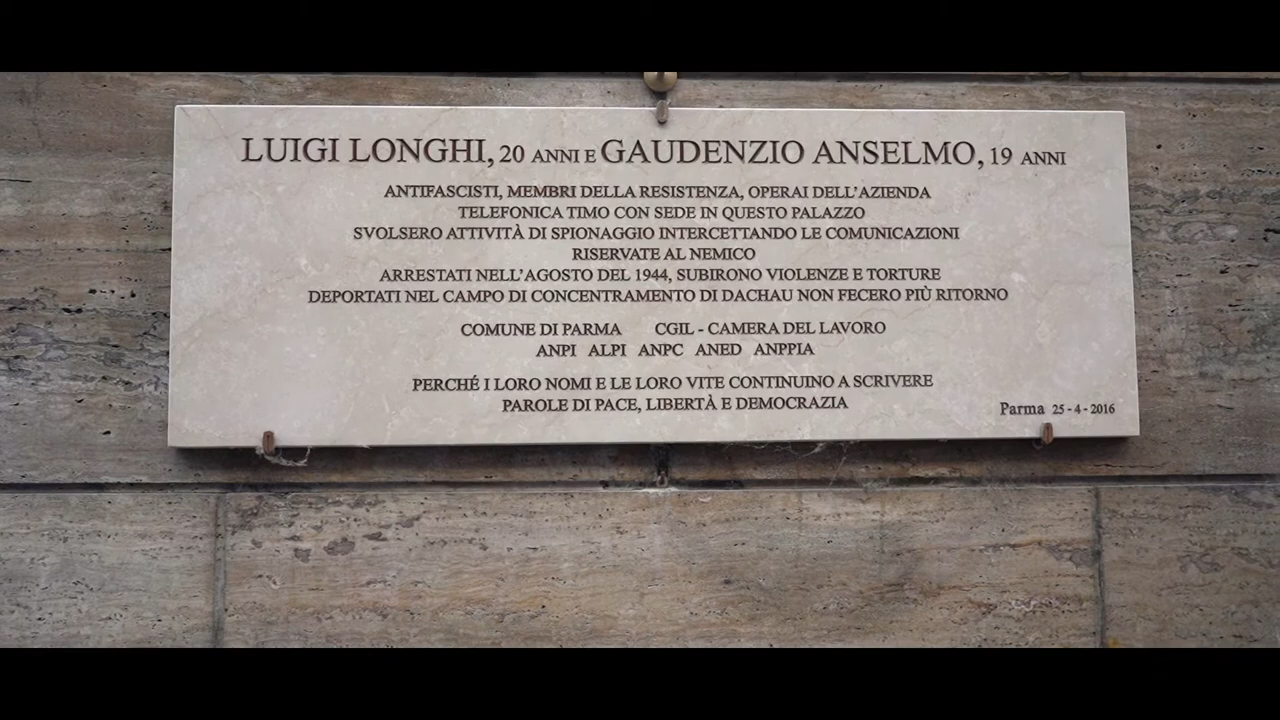 LUIGI LONGHI, 20 ANNI E GAUDENZIO ANSELMO, 19 ANNI
ANTIFASCISTI, MEMBRI DELLA RESISTENZA, OPERAI DELL'AZIENDA
TELEFONICA TIMO CON SEDE IN QUESTO PALAZZO
SVOLSERO ATTIVITÀ DI SPIONAGGIO INTERCETTANDO LE COMUNICAZIONI
RISERVATE AL NEMICO
ARRESTATI NELL'AGOSTO DEL 1944, SUBIRONO VIOLENZE E TORTURE
DEPORTATI NEL CAMPO DI CONCENTRAMENTO DI DACHAU NON FECERO PIÙ RITORNO
COMUNE DI PARMA CGIL - CAMERA DEL LAVORO
ANPI ALPI ANPC ANED ANPPIA
PERCHÉ I LORO NOMI E LE LORO VITE CONTINUINO A SCRIVERE
PAROLE DI PACE, LIBERTÀ E DEMOCRAZIA
Parma 25 - 4 - 2016